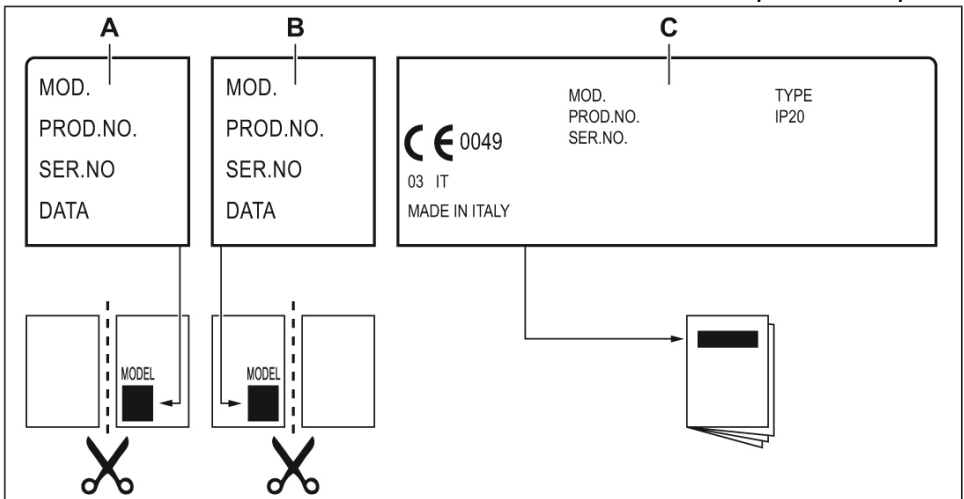 A
B
C
MOD.
PROD.NO.
SER.NO
DATA
MOD.
PROD.NO.
SER.NO
DATA
MOD.
PROD.NO.
SER.NO.
TYPE
IP20
CE 0049
03 IT
MADE IN ITALY
MODEL
MODEL